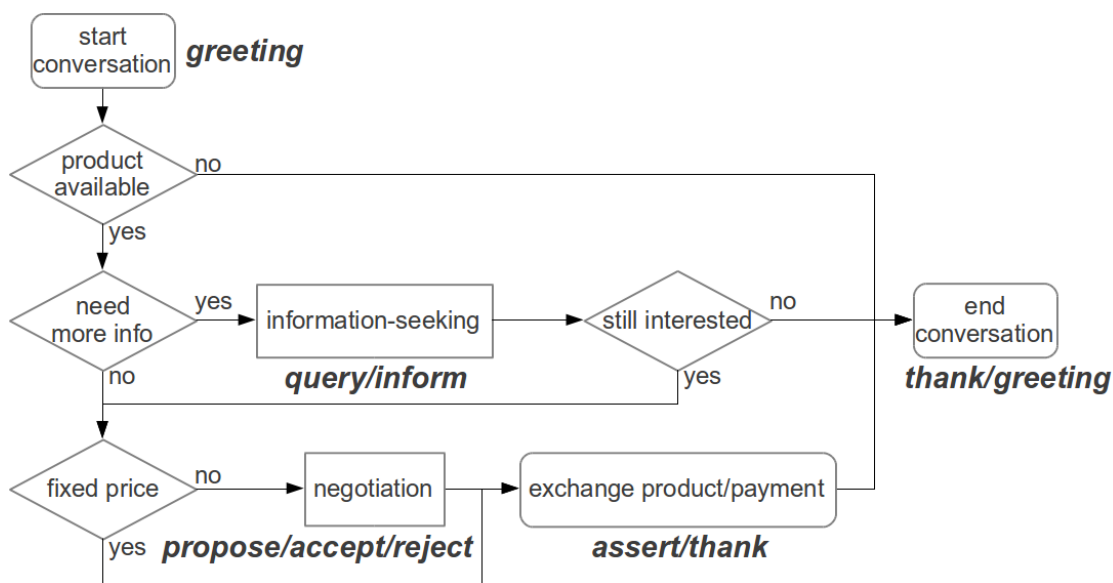 start
conversation
greeting
product
available
no
yes
need
more info
yes
information-seeking
still interested
no
end
conversation
no
query/inform
yes
thank/greeting
fixed price
no
negotiation
exchange product/payment
yes
propose/accept/reject
assert/thank